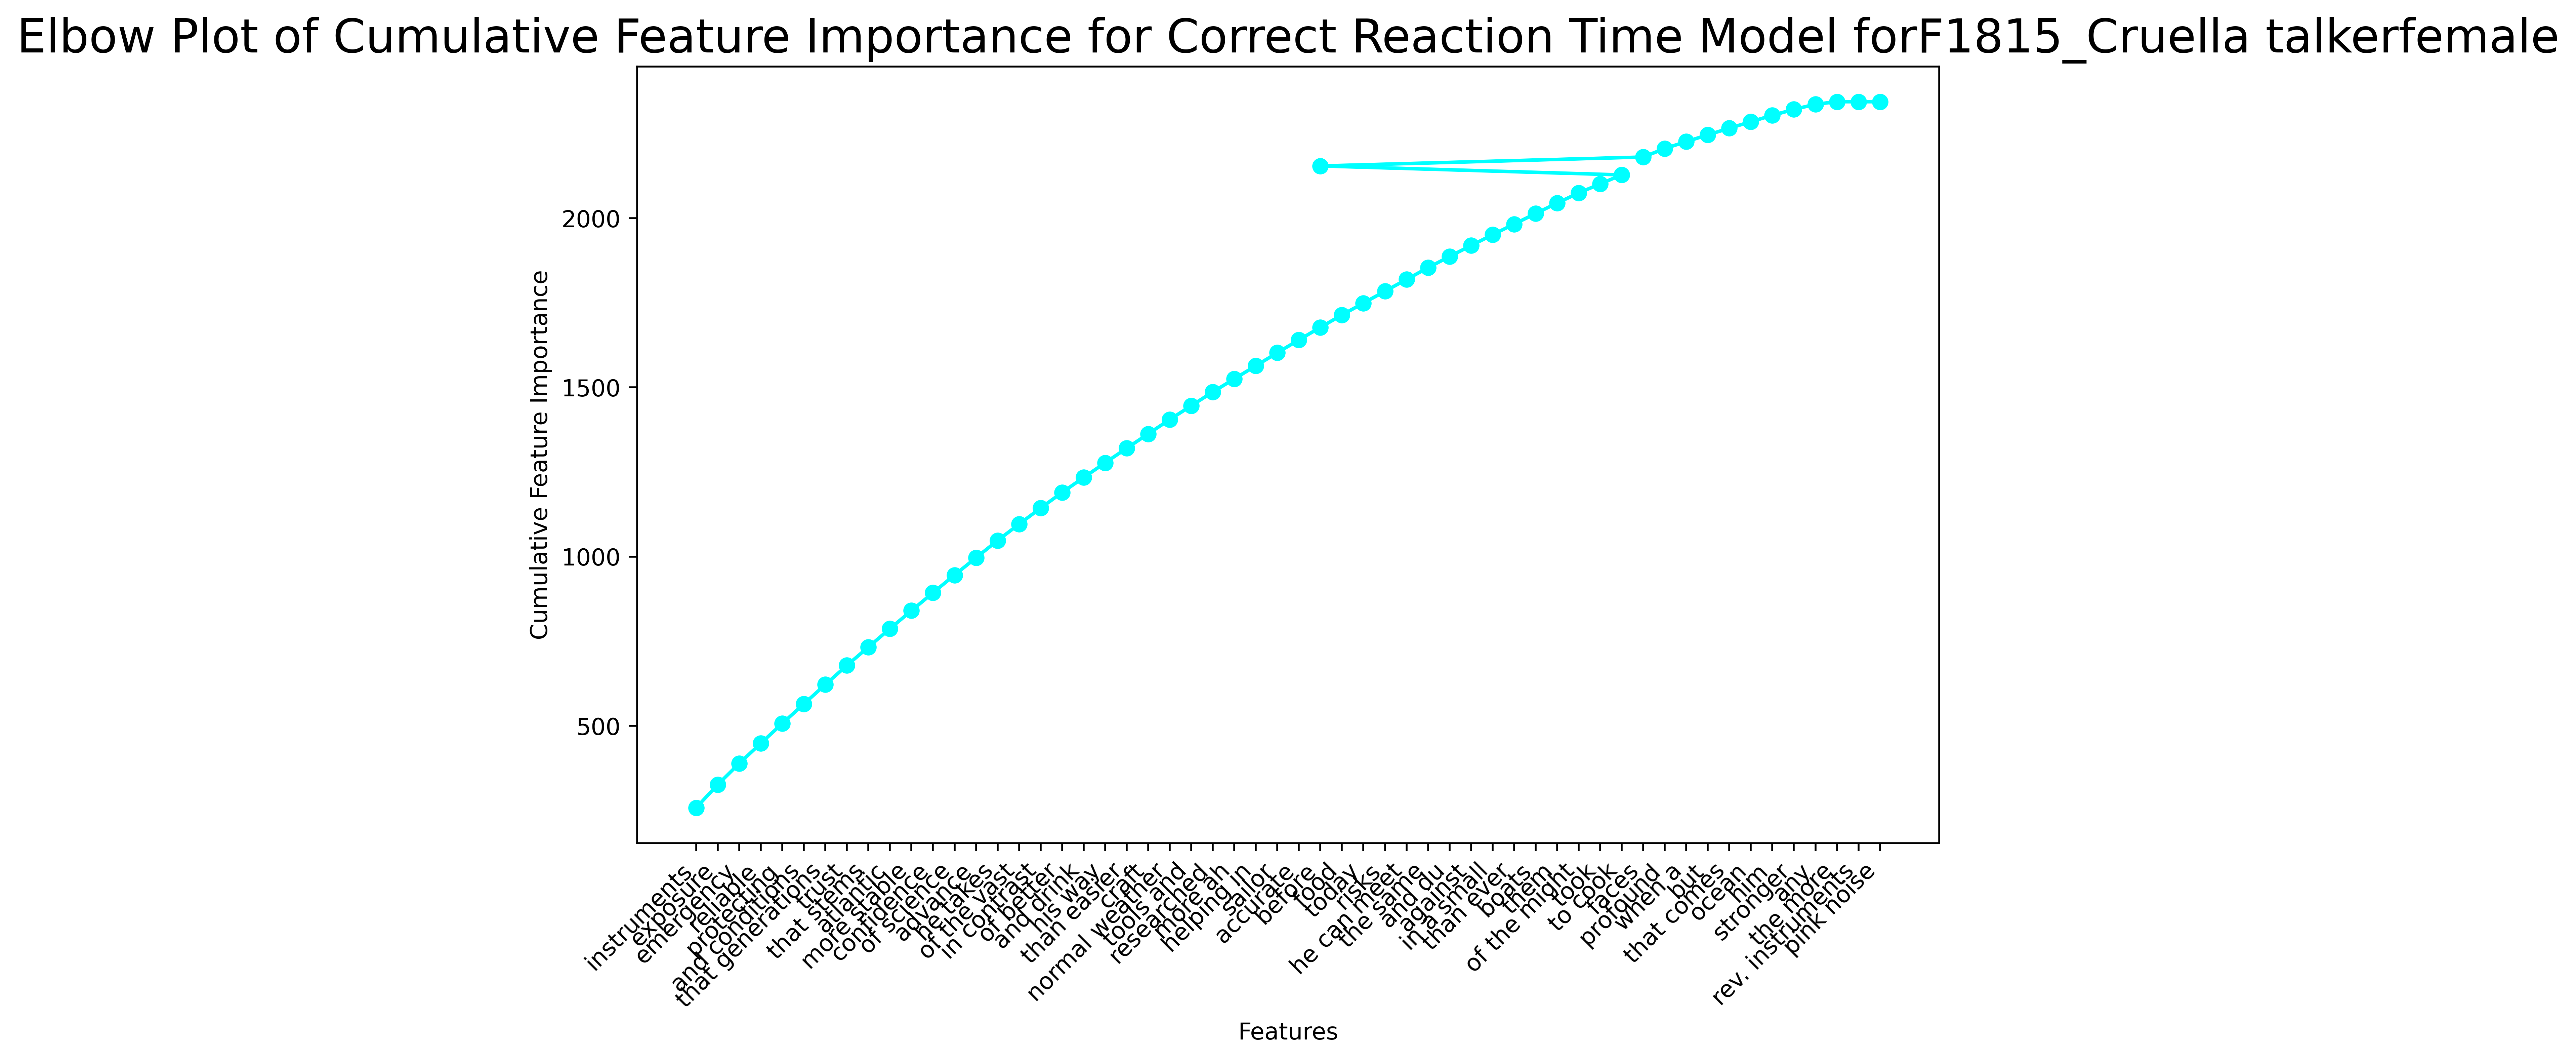 Elbow Plot of Cumulative Feature Importance for Correct Reaction Time Model forF1815_Cruella talkerfemale
Cumulative Feature Importance
2000
1500
1000
500
instruments
exposure
emergency
reliable
protecting
and conditions
that generations
trust
that stems
atlantic
more stable
confidence
of science
advance
he takes
of the vast
in contrast
of better
and drink
his way
than easier
craft
normal weather
tools and
researched
more ah
helping in
sailor
accurate
before
food
today
risks
he can meet
the same
and du
against
in a small
than ever
boats
them
of the might
took
to cook
faces
profound
when a
but
that comes
ocean
him
stronger
any
the more
rev. instruments
pink noise
Features